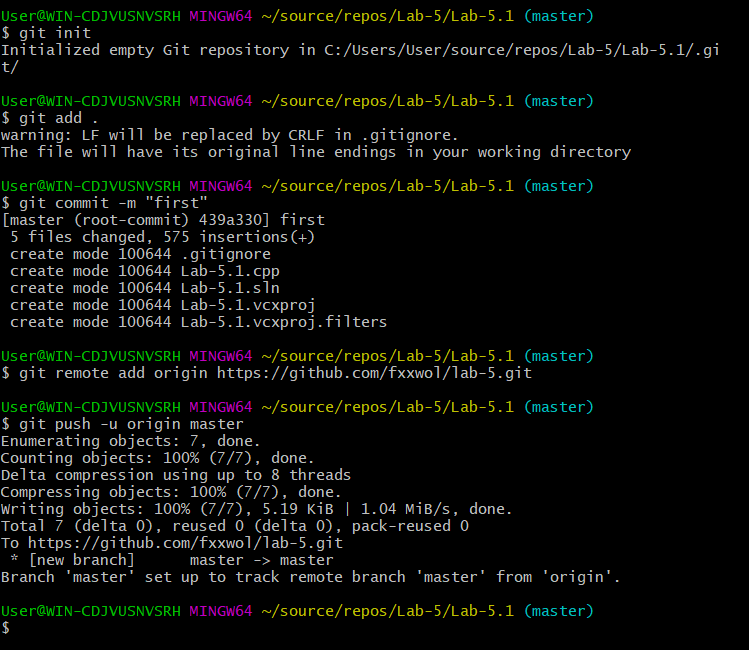 User@WIN-CDJVUSNVSRH MINGW64 ~/source/repos/Lab-5/Lab-5.1 (master)
$ git init
Initialized empty Git repository in C:/Users/User/source/repos/Lab-5/Lab-5.1/.gi
t/
User@WIN-CDJVUSNVSRH MINGW64 ~/source/repos/Lab-5/Lab-5.1 (master)
$ git add .
warning: LF will be replaced by CRLF in .gitignore.
The file will have its original line endings in your working directory
User@WIN-CDJVUSNVSRH MINGW64 ~/source/repos/Lab-5/Lab-5.1 (master)
$ git commit -m "first"
[master (root-commit) 439a330] first
 5 files changed, 575 insertions(+)
 create mode 100644 .gitignore
 create mode 100644 Lab-5.1.cpp
 create mode 100644 Lab-5.1.sln
 create mode 100644 Lab-5.1.vcxproj
 create mode 100644 Lab-5.1.vcxproj.filters
User@WIN-CDJVUSNVSRH MINGW64 ~/source/repos/Lab-5/Lab-5.1 (master)
$ git remote add origin https://github.com/fxxwol/lab-5.git
User@WIN-CDJVUSNVSRH MINGW64 ~/source/repos/Lab-5/Lab-5.1 (master)
$ git push -u origin master
Enumerating objects: 7, done.
Counting objects: 100% (7/7), done.
Delta compression using up to 8 threads
Compressing objects: 100% (7/7), done.
Writing objects: 100% (7/7), 5.19 KiB | 1.04 MiB/s, done.
Total 7 (delta 0), reused 0 (delta 0), pack-reused 0
To https://github.com/fxxwol/lab-5.git
 * [new branch]      master -> master
Branch 'master' set up to track remote branch 'master' from 'origin'.
User@WIN-CDJVUSNVSRH MINGW64 ~/source/repos/Lab-5/Lab-5.1 (master)
$